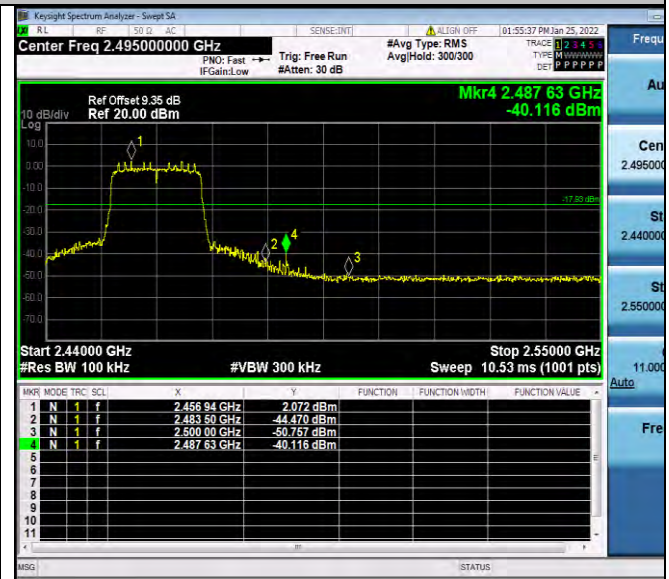 Keysight Spectrum Analyzer - Swept SA
RL RF 50 Ω AC SENSE:INT ALIGN OFF 01:55:37 PM Jan 25, 2022
Center Freq 2.495000000 GHz
PNO: Fast
IFGain:Low
Trig: Free Run
#Atten: 30 dB
#Avg Type: RMS
Avg|Hold: 300/300
TRACE 1 2 3 4 5 6
TYPE M WWWWW
DET P P P P P P
Frequ
Ref Offset 9.35 dB
10 dB/div Ref 20.00 dBm
Log
Mkr4 2.487 63 GHz
-40.116 dBm
10.0
0.00
-10.0
-20.0
-30.0
-40.0
-50.0
-60.0
-70.0
1
2
4
3
-17.93 dBm
Start 2.44000 GHz Stop 2.55000 GHz
#Res BW 100 kHz #VBW 300 kHz Sweep 10.53 ms (1001 pts)
MKR MODE TRC SCL X Y FUNCTION FUNCTION WIDTH FUNCTION VALUE
1 N 1 f 2.456 94 GHz 2.072 dBm
2 N 1 f 2.483 50 GHz -44.470 dBm
3 N 1 f 2.500 00 GHz -50.757 dBm
4 N 1 f 2.487 63 GHz -40.116 dBm
5
6
7
8
9
10
11
MSG STATUS
Au
Cen
2.495000
St
2.440000
St
2.550000
11.000
Auto
Fre